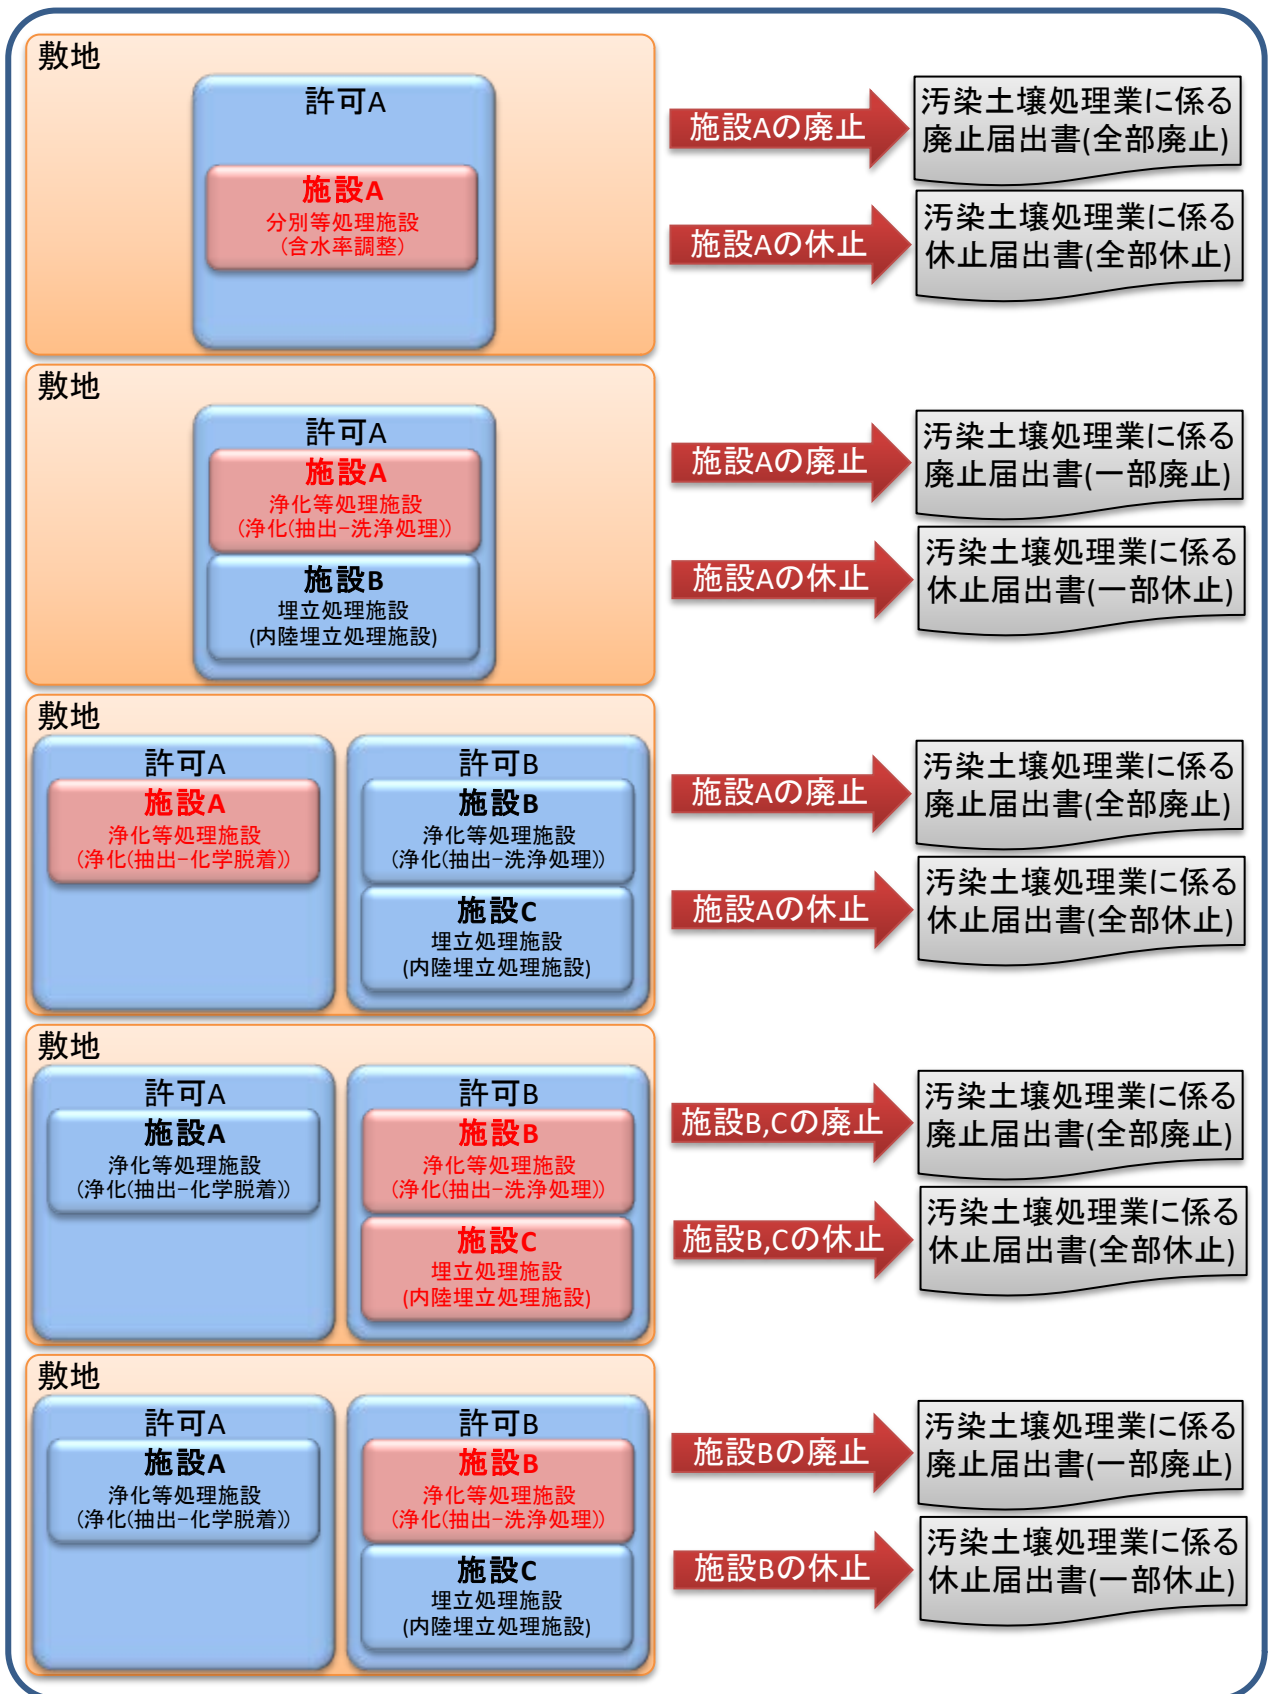 敷地
許可A
施設A
分別等処理施設
(含水率調整)
施設Aの廃止
汚染土壌処理業に係る
廃止届出書(全部廃止)
施設Aの休止
汚染土壌処理業に係る
休止届出書(全部休止)
敷地
許可A
施設A
浄化等処理施設
(浄化(抽出−洗浄処理))
施設B
埋立処理施設
(内陸埋立処理施設)
施設Aの廃止
汚染土壌処理業に係る
廃止届出書(一部廃止)
施設Aの休止
汚染土壌処理業に係る
休止届出書(一部休止)
敷地
許可A
施設A
浄化等処理施設
(浄化(抽出−化学脱着))
許可B
施設B
浄化等処理施設
(浄化(抽出−洗浄処理))
施設C
埋立処理施設
(内陸埋立処理施設)
施設Aの廃止
汚染土壌処理業に係る
廃止届出書(全部廃止)
施設Aの休止
汚染土壌処理業に係る
休止届出書(全部休止)
敷地
許可A
施設A
浄化等処理施設
(浄化(抽出−化学脱着))
許可B
施設B
浄化等処理施設
(浄化(抽出−洗浄処理))
施設C
埋立処理施設
(内陸埋立処理施設)
施設B,Cの廃止
汚染土壌処理業に係る
廃止届出書(全部廃止)
施設B,Cの休止
汚染土壌処理業に係る
休止届出書(全部休止)
敷地
許可A
施設A
浄化等処理施設
(浄化(抽出−化学脱着))
許可B
施設B
浄化等処理施設
(浄化(抽出−洗浄処理))
施設C
埋立処理施設
(内陸埋立処理施設)
施設Bの廃止
汚染土壌処理業に係る
廃止届出書(一部廃止)
施設Bの休止
汚染土壌処理業に係る
休止届出書(一部休止)